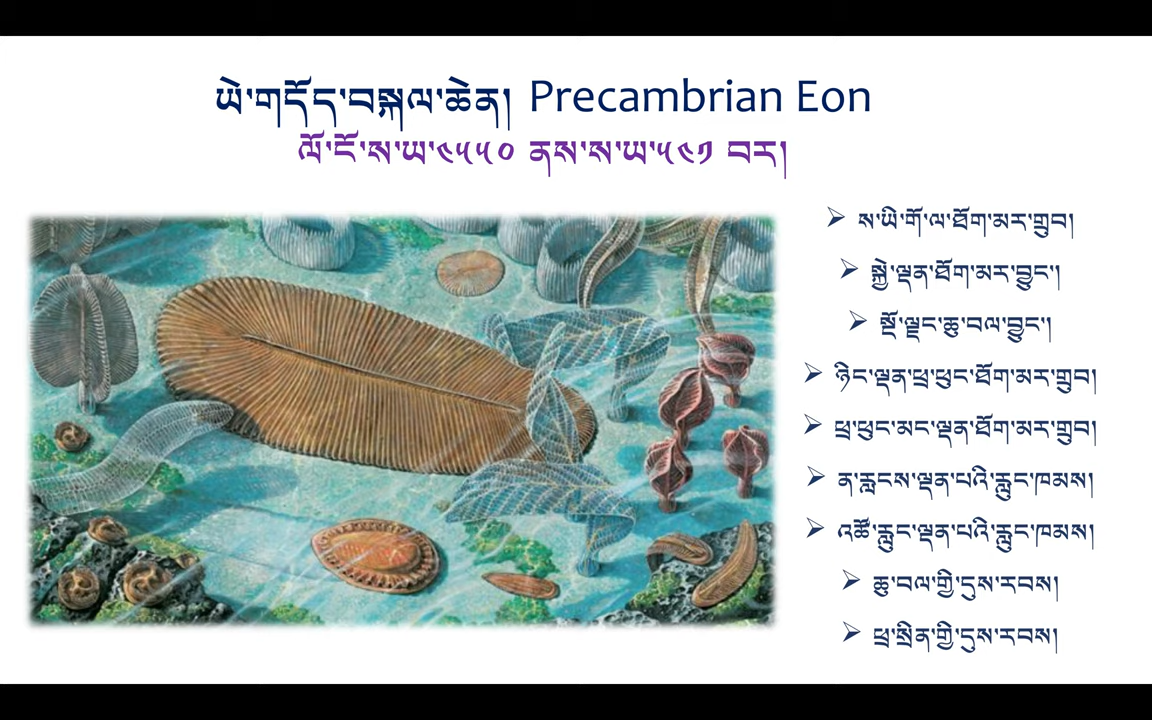 ཡེ་གདོད་བསྐལ་ཆེན། Precambrian Eon
ལོ་ངོ་ས་ཡ་༤༥༥༠ ནས་ས་ཡ་༥༤༡ བར།
➢ ས་ཡི་གོ་ལ་ཐོག་མར་གྲུབ།
➢ སྐྱེ་ལྡན་ཐོག་མར་བྱུང་།
➢ སྔོ་ལྗང་ཆུ་བལ་བྱུང་།
➢ ཉིང་ལྡན་ཕྲ་ཕུང་ཐོག་མར་གྲུབ།
➢ ཕྲ་ཕུང་མང་ལྡན་ཐོག་མར་གྲུབ།
➢ ན་རླངས་ལྡན་པའི་རླུང་ཁམས།
➢ འཚོ་རླུང་ལྡན་པའི་རླུང་ཁམས།
➢ ཆུ་བལ་གྱི་དུས་རབས།
➢ ཕྲ་སྲིན་གྱི་དུས་རབས།